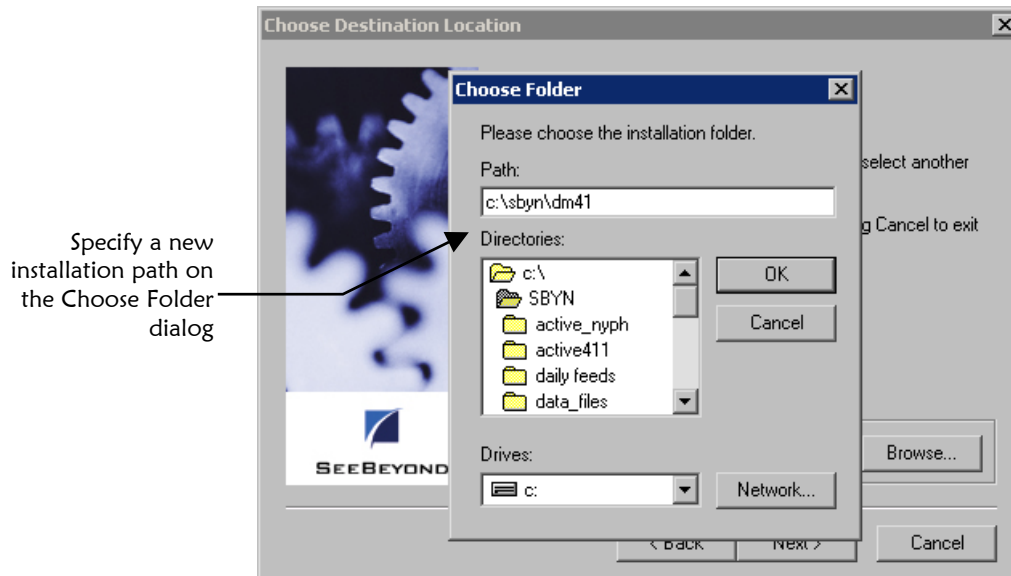 Choose Destination Location
Choose Folder
Please choose the installation folder.
Path:
c:\sbyn\dm41
Directories:
c:\
SBYN
active_nyph
active411
daily feeds
data_files
OK
Cancel
Drives:
c:
Network...
select another
g Cancel to exit
Specify a new
installation path on
the Choose Folder
dialog
SEEBEYOND
Browse...
< Back
Next >
Cancel